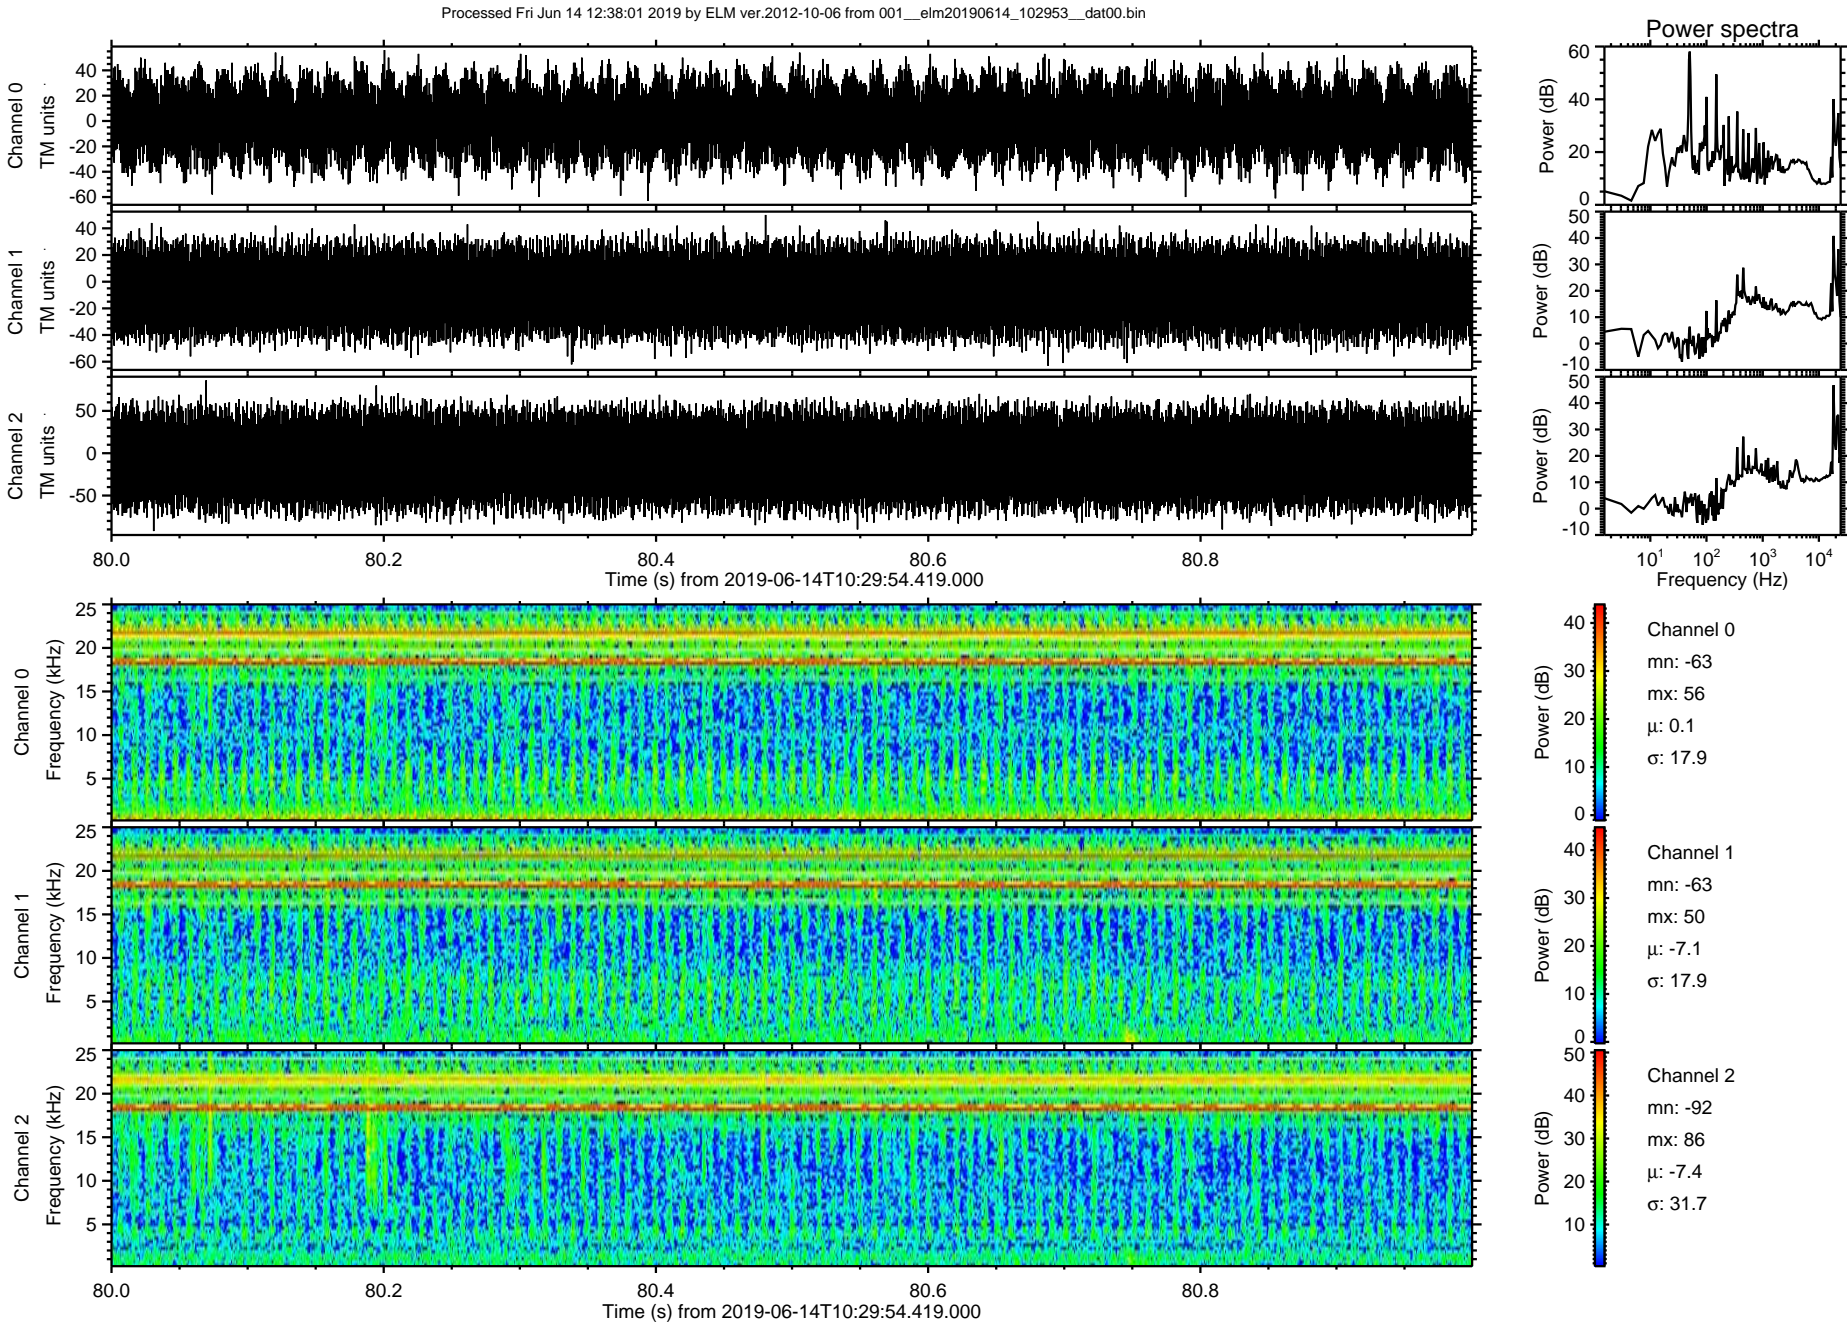 Processed Fri Jun 14 12:38:01 2019 by ELM ver.2012-10-06 from 001__elm20190614_102953__dat00.bin
Power spectra
Channel 0
TM units
40
20
0
-20
-40
-60
Power (dB)
60
40
20
0
Channel 1
TM units
40
20
0
-20
-40
-60
Power (dB)
50
40
30
20
10
0
-10
Channel 2
TM units
50
0
-50
Power (dB)
50
40
30
20
10
0
-10
80.0 80.2 80.4 80.6 80.8
Time (s) from 2019-06-14T10:29:54.419.000
10¹ 10² 10³ 10⁴
Frequency (Hz)
Channel 0
Frequency (kHz)
25
20
15
10
5
Power (dB)
40
30
20
10
0
Channel 0
mn: -63
mx: 56
μ: 0.1
σ: 17.9
Channel 1
Frequency (kHz)
25
20
15
10
5
Power (dB)
40
30
20
10
0
Channel 1
mn: -63
mx: 50
μ: -7.1
σ: 17.9
Channel 2
Frequency (kHz)
25
20
15
10
5
Power (dB)
50
40
30
20
10
Channel 2
mn: -92
mx: 86
μ: -7.4
σ: 31.7
80.0 80.2 80.4 80.6 80.8
Time (s) from 2019-06-14T10:29:54.419.000